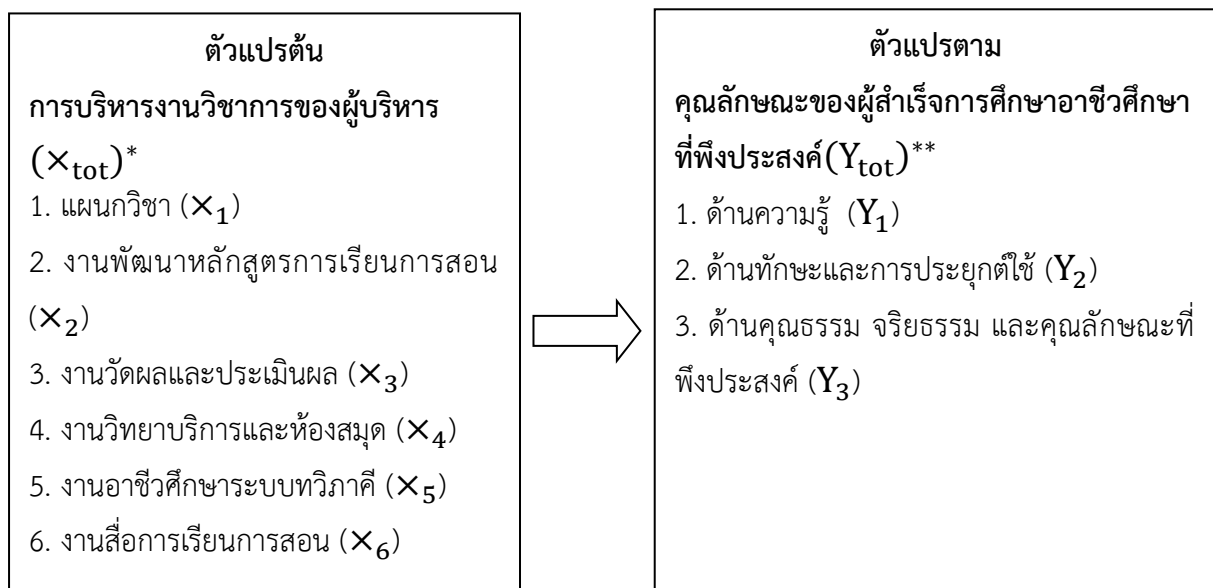 ตัวแปรต้น
การบริหารงานวิชาการของผู้บริหาร
(×tot)*
1. แผนกวิชา (×1)
2. งานพัฒนาหลักสูตรการเรียนการสอน
(×2)
3. งานวัดผลและประเมินผล (×3)
4. งานวิทยาบริการและห้องสมุด (×4)
5. งานอาชีวศึกษาระบบทวิภาคี (×5)
6. งานสื่อการเรียนการสอน (×6)
ตัวแปรตาม
คุณลักษณะของผู้สำเร็จการศึกษาอาชีวศึกษา
ที่พึงประสงค์(Ytot)**
1. ด้านความรู้ (Y1)
2. ด้านทักษะและการประยุกต์ใช้ (Y2)
3. ด้านคุณธรรม จริยธรรม และคุณลักษณะที่
พึงประสงค์ (Y3)